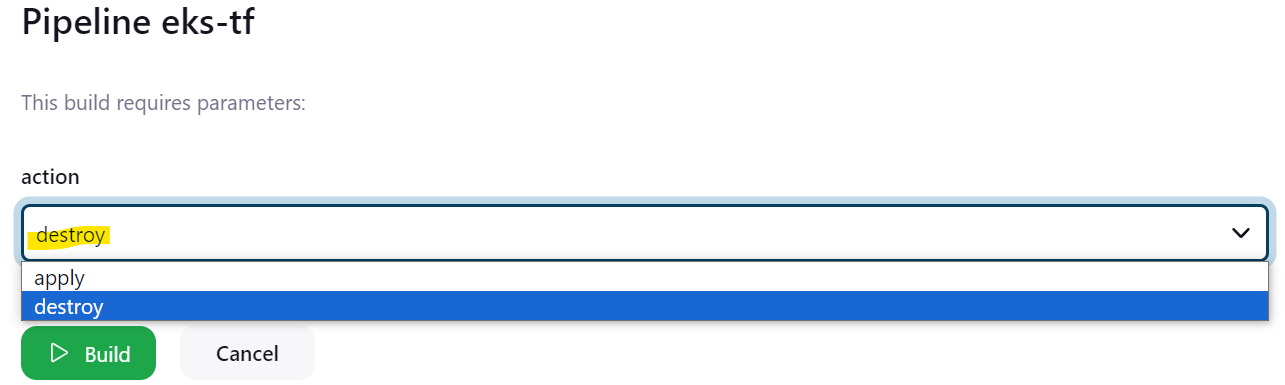 Pipeline eks-tf
This build requires parameters:
action
destroy
apply
destroy
Build
Cancel